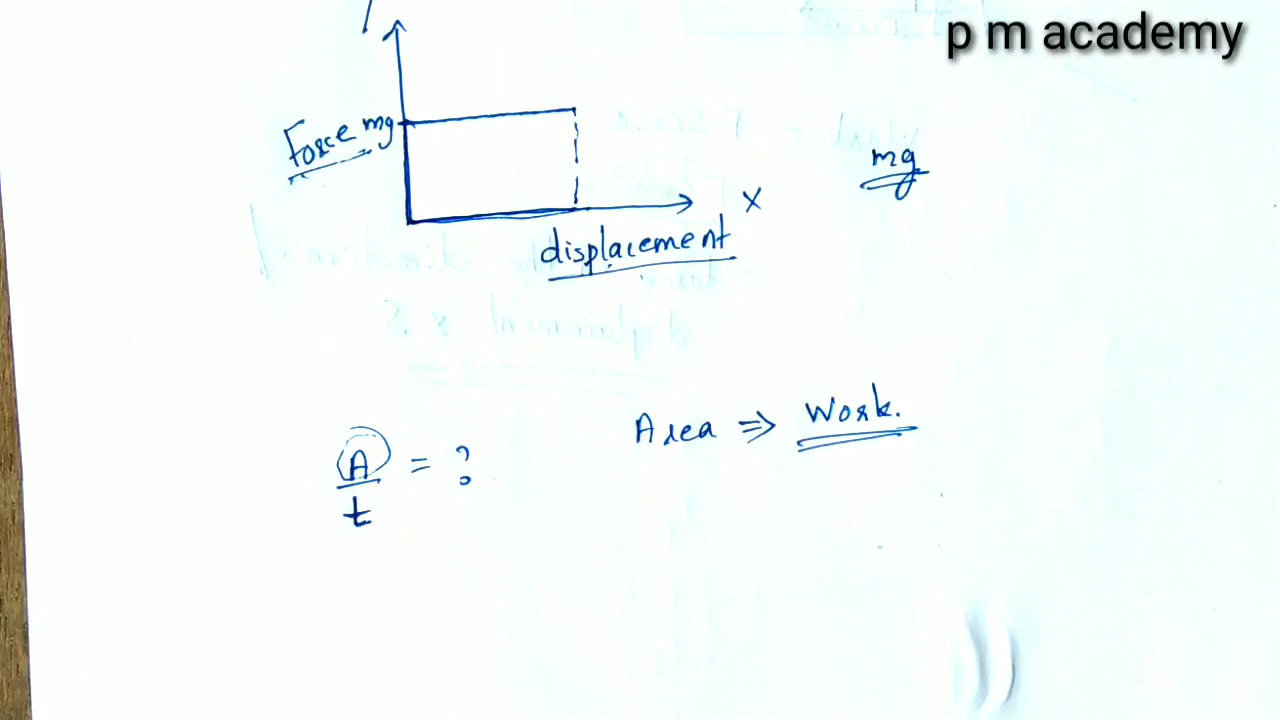 p m academy
Force mg
mg
X
displacement
Area ⇒ Work.
A = ?
t